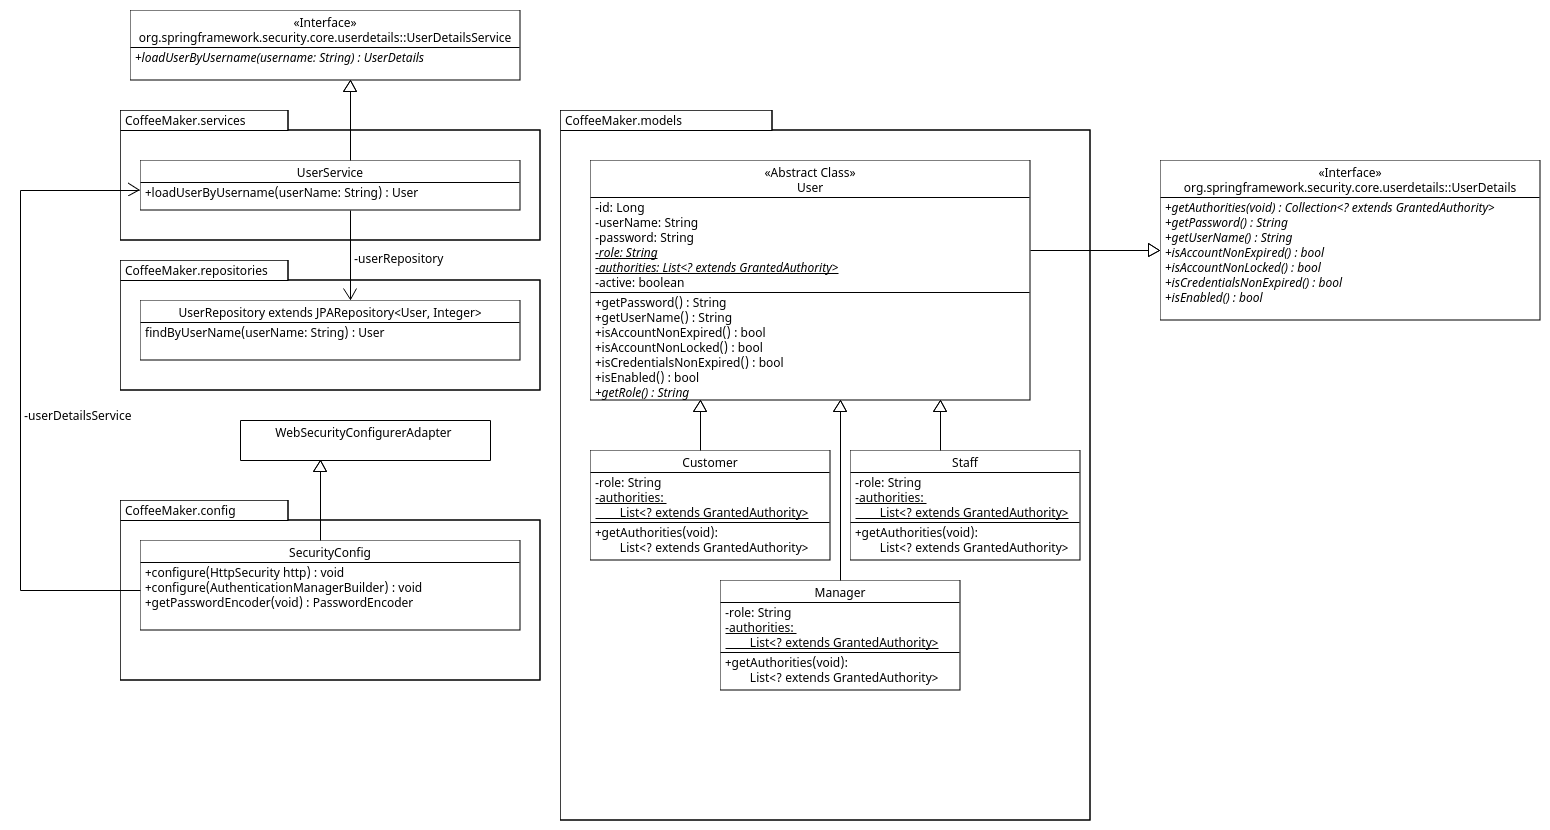 «Interface»
org.springframework.security.core.userdetails::UserDetailsService
+loadUserByUsername(username: String) : UserDetails
CoffeeMaker.services
UserService
+loadUserByUsername(userName: String) : User
-userRepository
CoffeeMaker.repositories
UserRepository extends JPARepository<User, Integer>
findByUserName(userName: String) : User
-userDetailsService
WebSecurityConfigurerAdapter
CoffeeMaker.config
SecurityConfig
+configure(HttpSecurity http) : void
+configure(AuthenticationManagerBuilder) : void
+getPasswordEncoder(void) : PasswordEncoder
CoffeeMaker.models
«Abstract Class»
User
-id: Long
-userName: String
-password: String
-role: String
-authorities: List<? extends GrantedAuthority>
-active: boolean
+getPassword() : String
+getUserName() : String
+isAccountNonExpired() : bool
+isAccountNonLocked() : bool
+isCredentialsNonExpired() : bool
+isEnabled() : bool
+getRole() : String
Customer
-role: String
-authorities:
List<? extends GrantedAuthority>
+getAuthorities(void):
List<? extends GrantedAuthority>
Staff
-role: String
-authorities:
List<? extends GrantedAuthority>
+getAuthorities(void):
List<? extends GrantedAuthority>
Manager
-role: String
-authorities:
List<? extends GrantedAuthority>
+getAuthorities(void):
List<? extends GrantedAuthority>
«Interface»
org.springframework.security.core.userdetails::UserDetails
+getAuthorities(void) : Collection<? extends GrantedAuthority>
+getPassword() : String
+getUserName() : String
+isAccountNonExpired() : bool
+isAccountNonLocked() : bool
+isCredentialsNonExpired() : bool
+isEnabled() : bool